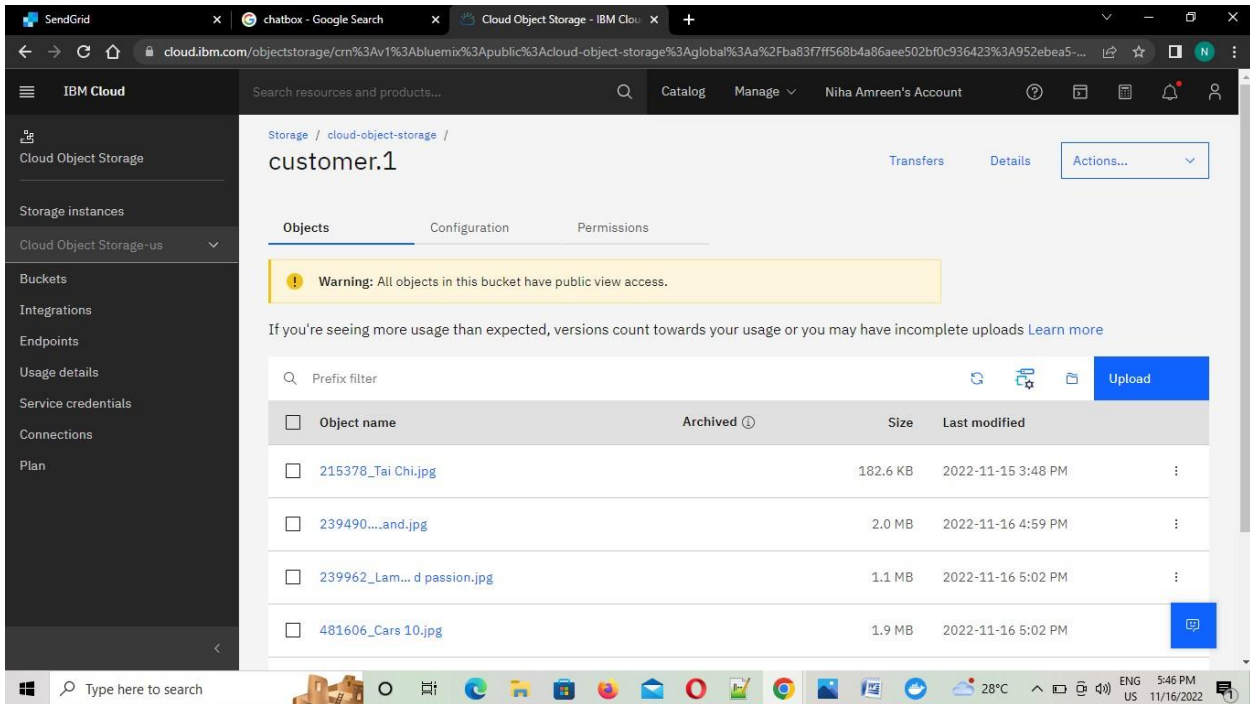 SendGrid
chatbox - Google Search
Cloud Object Storage - IBM Clou
cloud.ibm.com/objectstorage/crn%3Av1%3Abluemix%3Apublic%3Acloud-object-storage%3Aglobal%3Aa%2Fba83f7ff568b4a86aee502bf0c936423%3A952ebea5-...
N
IBM Cloud
Search resources and products...
Catalog
Manage
Niha Amreen's Account
Cloud Object Storage
Storage instances
Cloud Object Storage-us
Buckets
Integrations
Endpoints
Usage details
Service credentials
Connections
Plan
Storage / cloud-object-storage /
customer.1
Transfers
Details
Actions...
Objects
Configuration
Permissions
Warning: All objects in this bucket have public view access.
If you're seeing more usage than expected, versions count towards your usage or you may have incomplete uploads Learn more
Prefix filter
Upload
Object name Archived Size Last modified
215378_Tai Chi.jpg 182.6 KB 2022-11-15 3:48 PM
239490....and.jpg 2.0 MB 2022-11-16 4:59 PM
239962_Lam... d passion.jpg 1.1 MB 2022-11-16 5:02 PM
481606_Cars 10.jpg 1.9 MB 2022-11-16 5:02 PM
Type here to search
28°C
ENG
US
5:46 PM
11/16/2022
1